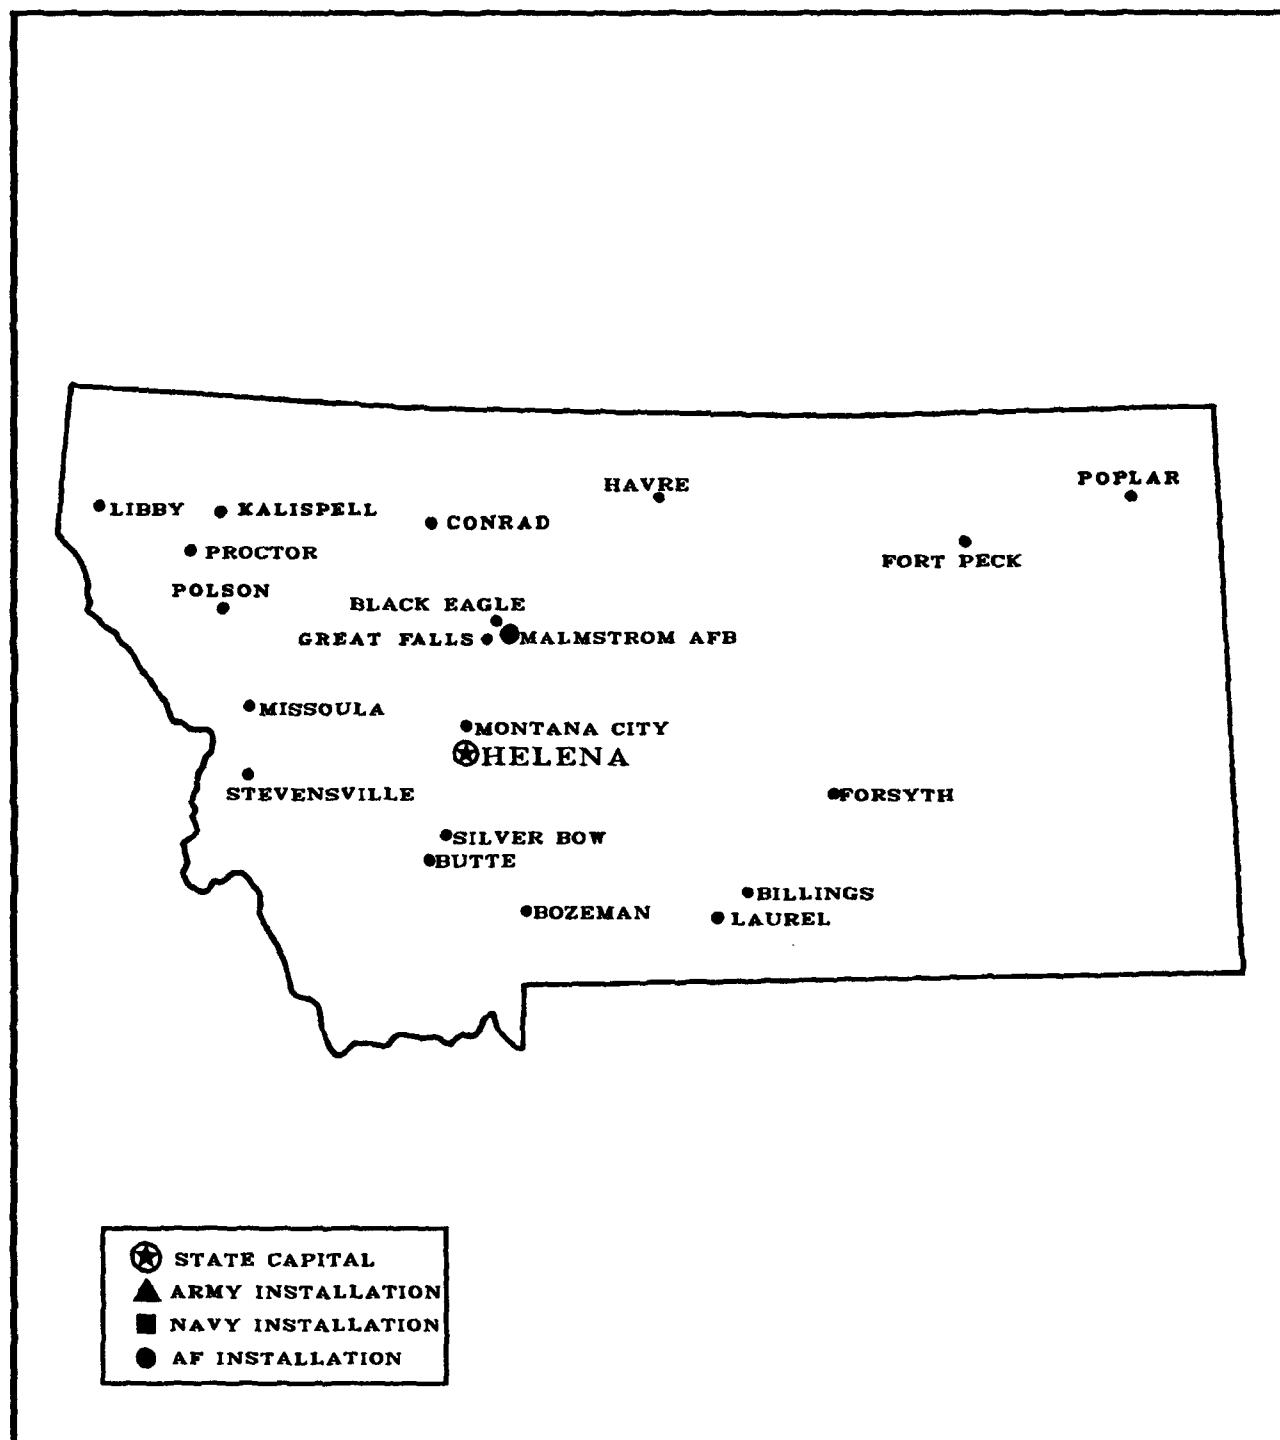 HAVRE
POPLAR
LIBBY
KALISPELL
CONRAD
PROCTOR
FORT PECK
POLSON
BLACK EAGLE
GREAT FALLS
MALMSTROM AFB
MISSOULA
MONTANA CITY
HELENA
STEVENSVILLE
FORSYTH
SILVER BOW
BUTTE
BILLINGS
BOZEMAN
LAUREL
STATE CAPITAL
ARMY INSTALLATION
NAVY INSTALLATION
AF INSTALLATION